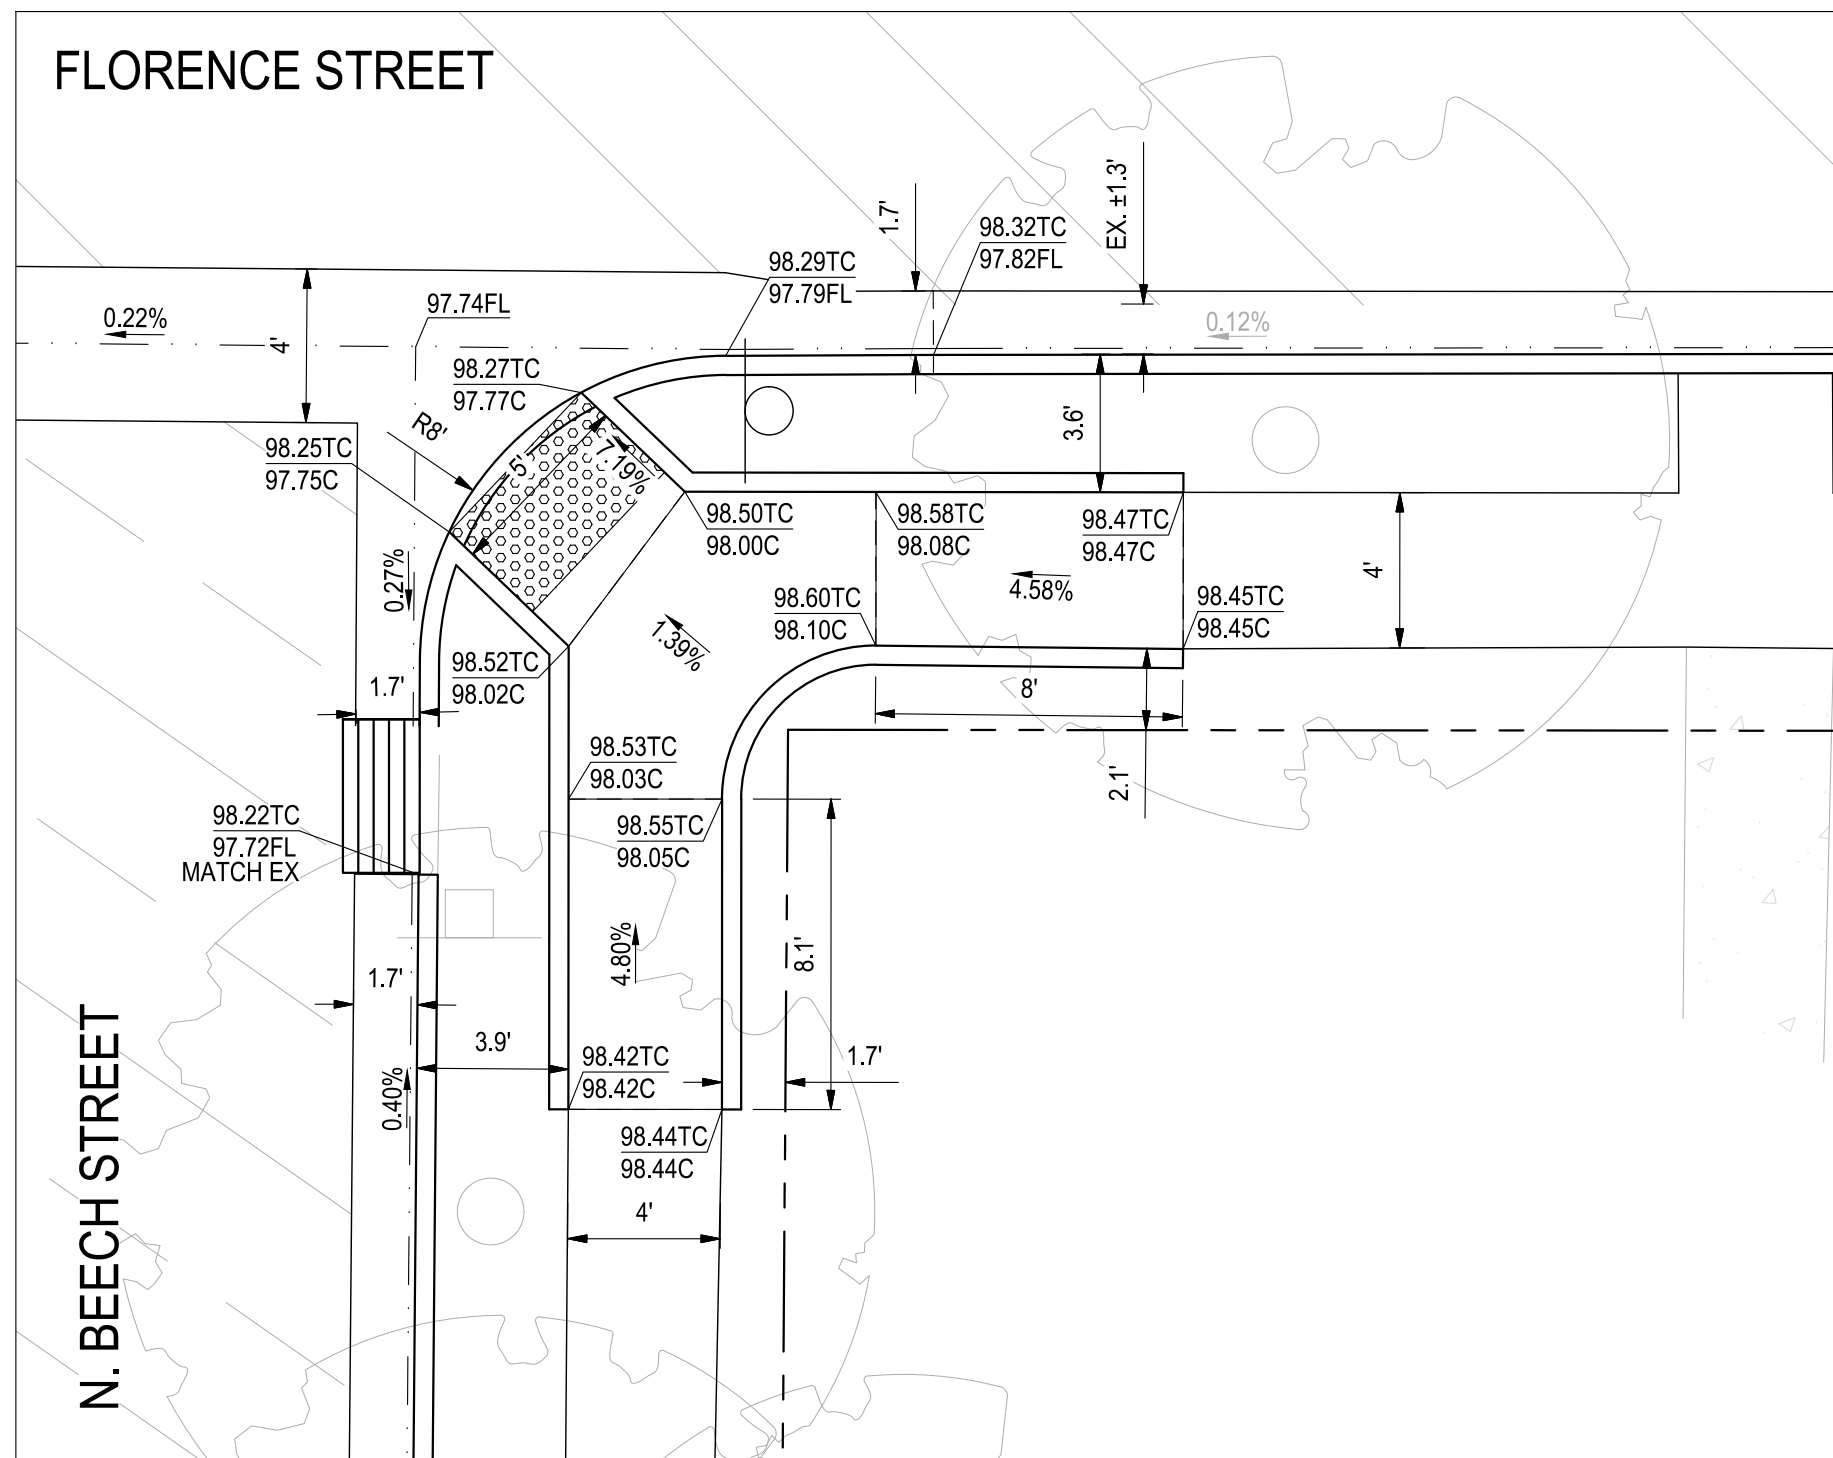 FLORENCE STREET
EX. ±1.3'
1.7'
98.32TC
97.82FL
98.29TC
97.79FL
97.74FL
0.22%
0.12%
4'
98.27TC
97.77C
R8'
3.6'
98.25TC
97.75C
5'
7.19%
98.50TC
98.00C
98.58TC
98.08C
98.47TC
98.47C
4'
0.27%
4.58%
98.60TC
98.10C
98.45TC
98.45C
1.39%
98.52TC
98.02C
1.7'
8'
98.53TC
98.03C
2.1'
98.22TC
97.72FL
MATCH EX
98.55TC
98.05C
4.80%
8.1'
1.7'
3.9'
98.42TC
98.42C
1.7'
0.40%
98.44TC
98.44C
4'
N. BEECH STREET